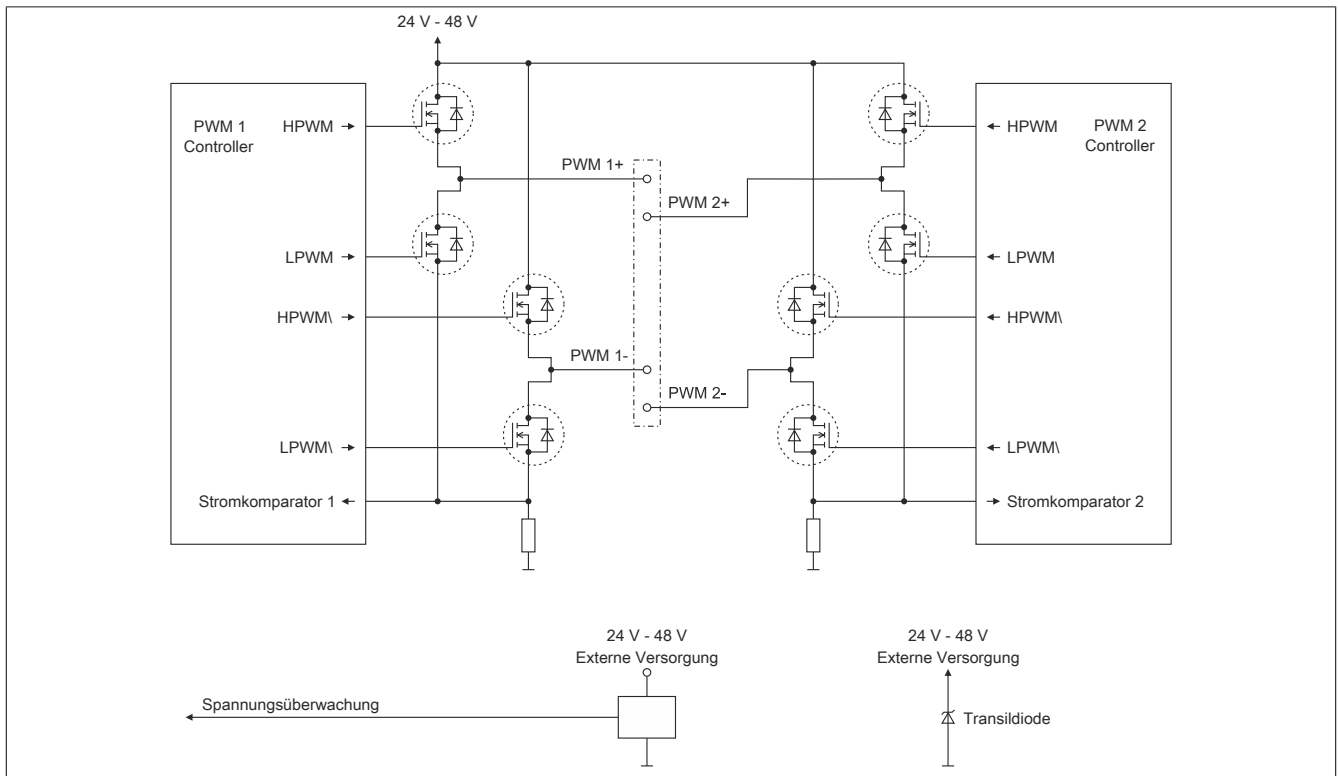 24 V - 48 V
PWM 1
Controller
HPWM
LPWM
HPWM\
LPWM\
Stromkomparator 1
PWM 1+
PWM 2+
PWM 1-
PWM 2-
PWM 2
Controller
HPWM
LPWM
HPWM\
LPWM\
Stromkomparator 2
24 V - 48 V
Externe Versorgung
Spannungsüberwachung
24 V - 48 V
Externe Versorgung
Transildiode